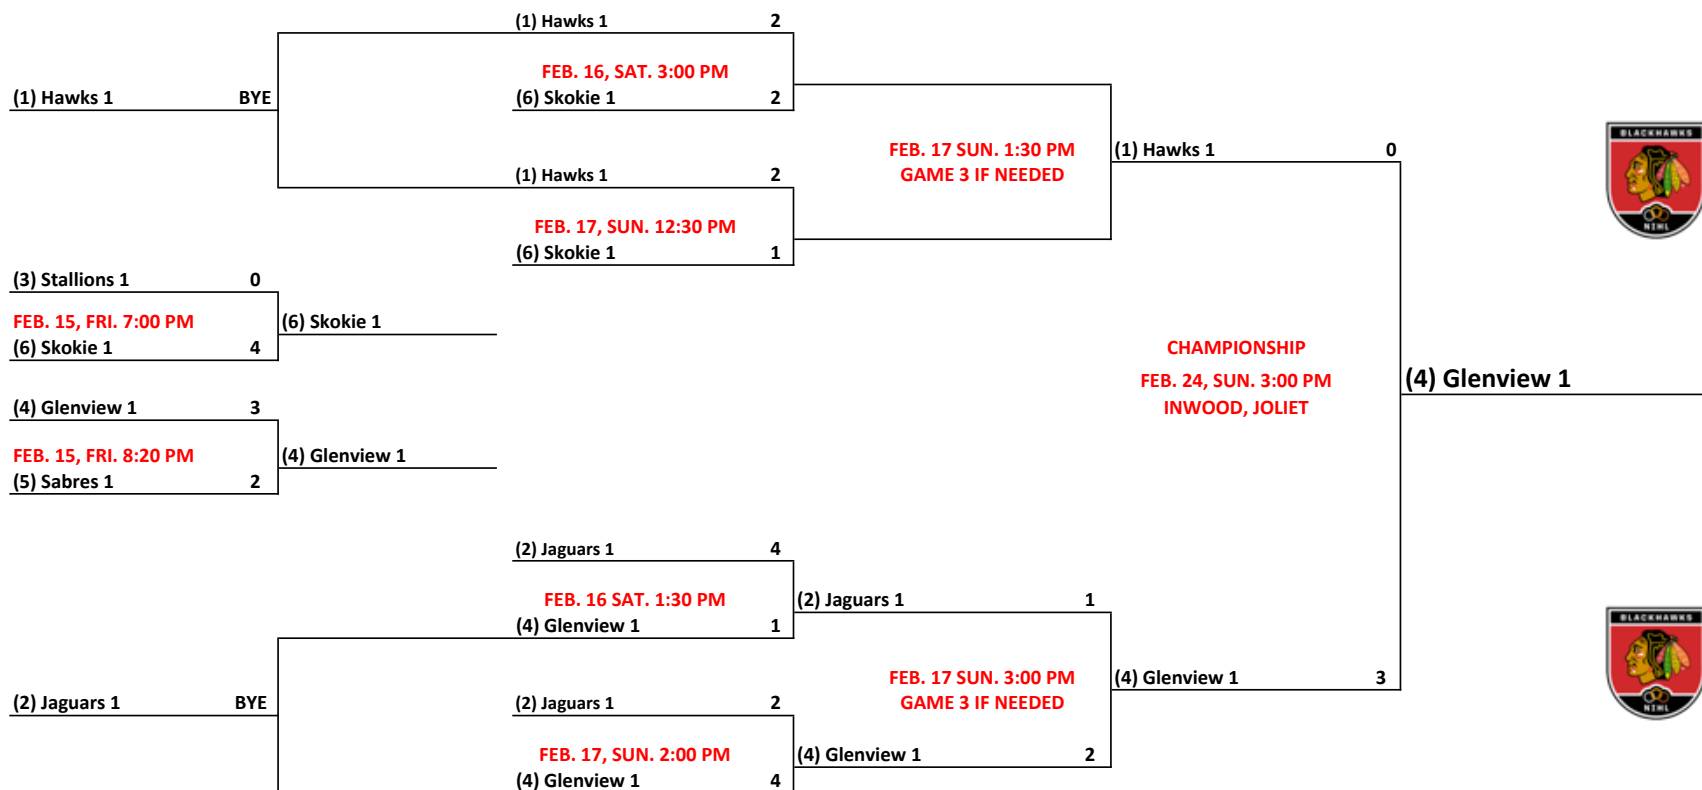 (1) Hawks 1 2
FEB. 16, SAT. 3:00 PM
(1) Hawks 1 BYE
(6) Skokie 1 2
FEB. 17 SUN. 1:30 PM
GAME 3 IF NEEDED
(1) Hawks 1 0
(1) Hawks 1 2
FEB. 17, SUN. 12:30 PM
(6) Skokie 1 1
(3) Stallions 1 0
FEB. 15, FRI. 7:00 PM
(6) Skokie 1 4
(6) Skokie 1
(4) Glenview 1 3
FEB. 15, FRI. 8:20 PM
(5) Sabres 1 2
(4) Glenview 1
CHAMPIONSHIP
FEB. 24, SUN. 3:00 PM
INWOOD, JOLIET
(4) Glenview 1
(2) Jaguars 1 4
FEB. 16 SAT. 1:30 PM
(4) Glenview 1 1
(2) Jaguars 1 1
FEB. 17 SUN. 3:00 PM
GAME 3 IF NEEDED
(4) Glenview 1 3
(2) Jaguars 1 BYE
(2) Jaguars 1 2
FEB. 17, SUN. 2:00 PM
(4) Glenview 1 4
(4) Glenview 1 2
BLACKHAWKS
NIHL
BLACKHAWKS
NIHL